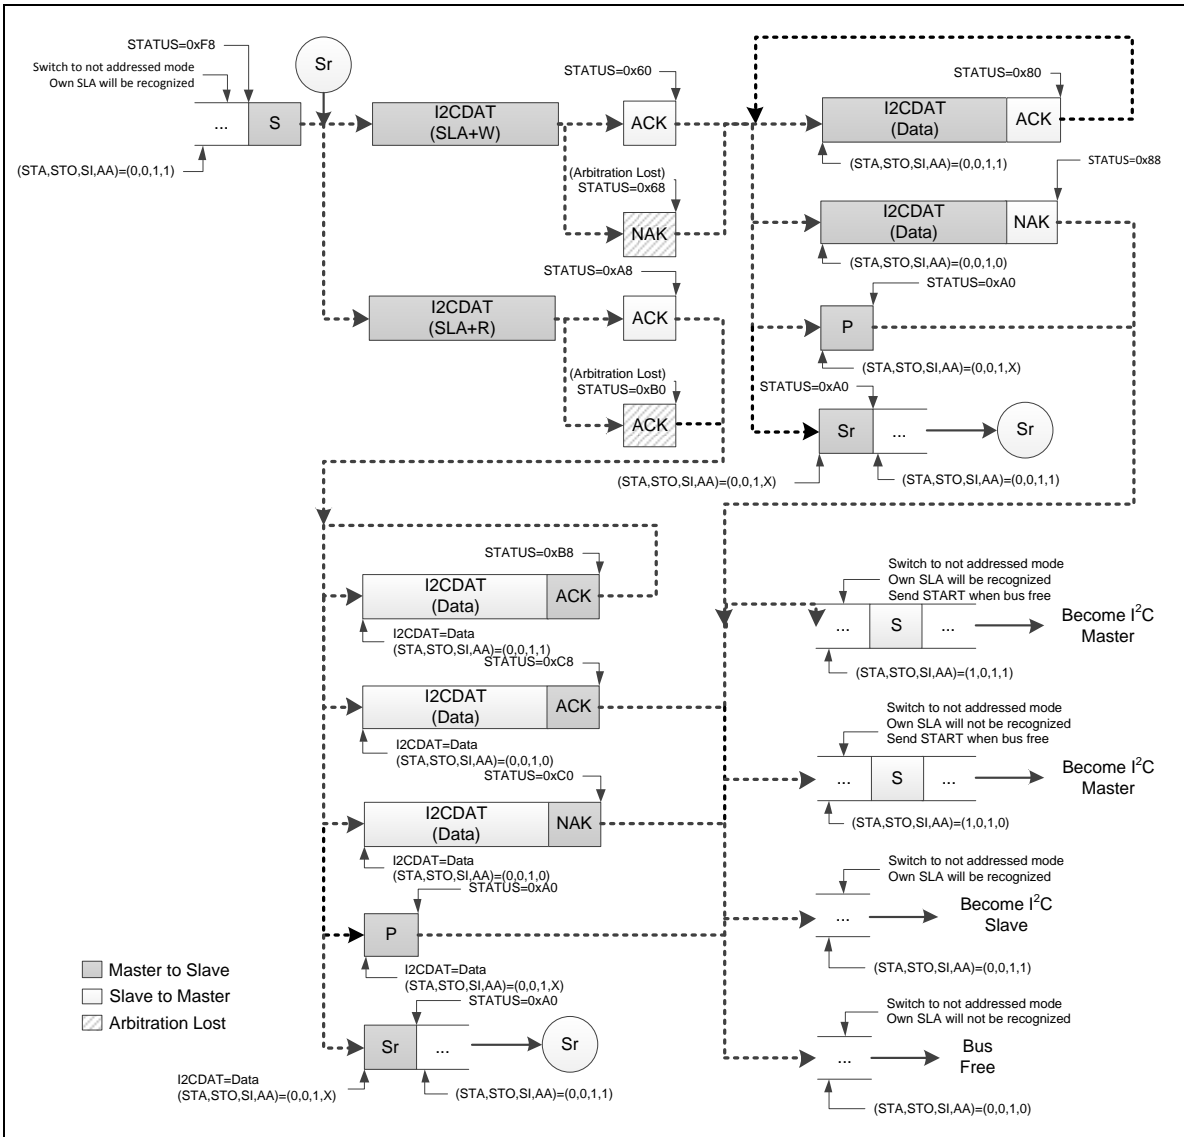 STATUS=0xF8
Switch to not addressed mode
Own SLA will be recognized
...
S
(STA,STO,SI,AA)=(0,0,1,1)
Sr
I2CDAT
(SLA+W)
STATUS=0x60
ACK
(Arbitration Lost)
STATUS=0x68
NAK
I2CDAT
(SLA+R)
STATUS=0xA8
ACK
(Arbitration Lost)
STATUS=0xB0
ACK
STATUS=0x80
I2CDAT
(Data)
ACK
(STA,STO,SI,AA)=(0,0,1,1)
STATUS=0x88
I2CDAT
(Data)
NAK
(STA,STO,SI,AA)=(0,0,1,0)
STATUS=0xA0
P
(STA,STO,SI,AA)=(0,0,1,X)
STATUS=0xA0
Sr
...
Sr
(STA,STO,SI,AA)=(0,0,1,X)
(STA,STO,SI,AA)=(0,0,1,1)
STATUS=0xB8
I2CDAT
(Data)
ACK
I2CDAT=Data
(STA,STO,SI,AA)=(0,0,1,1)
STATUS=0xC8
I2CDAT
(Data)
ACK
I2CDAT=Data
(STA,STO,SI,AA)=(0,0,1,0)
STATUS=0xC0
I2CDAT
(Data)
NAK
I2CDAT=Data
(STA,STO,SI,AA)=(0,0,1,0)
STATUS=0xA0
P
I2CDAT=Data
(STA,STO,SI,AA)=(0,0,1,X)
STATUS=0xA0
Sr
...
Sr
I2CDAT=Data
(STA,STO,SI,AA)=(0,0,1,X)
(STA,STO,SI,AA)=(0,0,1,1)
Switch to not addressed mode
Own SLA will be recognized
Send START when bus free
...
S
...
Become I²C
Master
(STA,STO,SI,AA)=(1,0,1,1)
Switch to not addressed mode
Own SLA will not be recognized
Send START when bus free
...
S
...
Become I²C
Master
(STA,STO,SI,AA)=(1,0,1,0)
Switch to not addressed mode
Own SLA will be recognized
...
Become I²C
Slave
(STA,STO,SI,AA)=(0,0,1,1)
Switch to not addressed mode
Own SLA will not be recognized
...
Bus
Free
(STA,STO,SI,AA)=(0,0,1,0)
Master to Slave
Slave to Master
Arbitration Lost